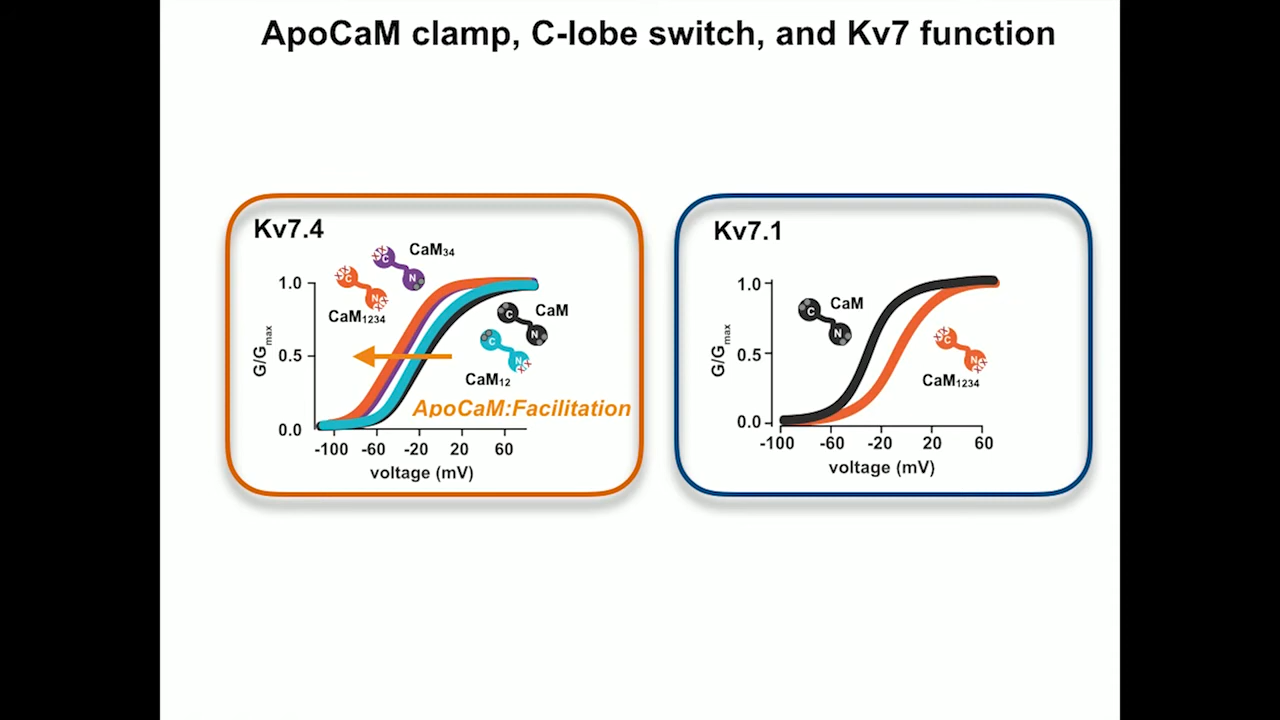 ApoCaM clamp, C-lobe switch, and Kv7 function
Kv7.4
CaM34
C
N
C
N
CaM1234
CaM
C
N
C
N
CaM12
ApoCaM:Facilitation
1.0
0.5
0.0
G/Gmax
-100 -60 -20 20 60
voltage (mV)
Kv7.1
CaM
C
N
C
N
CaM1234
1.0
0.5
0.0
G/Gmax
-100 -60 -20 20 60
voltage (mV)